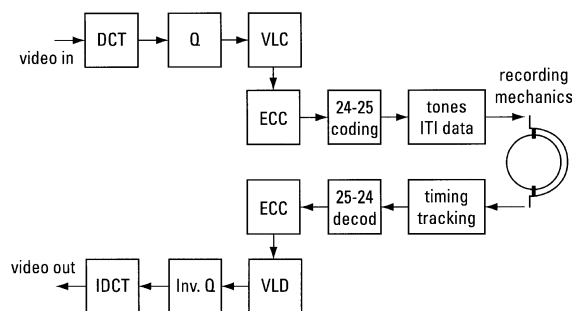 DCT
Q
VLC
video in
recording
mechanics
ECC
24-25
coding
tones
ITI data
ECC
25-24
decod
timing
tracking
video out
IDCT
Inv. Q
VLD